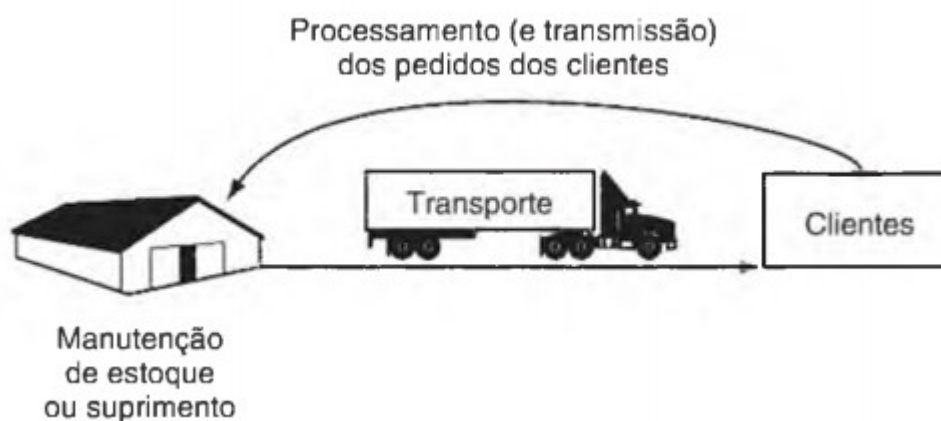 Processamento (e transmissão)
dos pedidos dos clientes
Transporte
Clientes
Manutenção
de estoque
ou suprimento